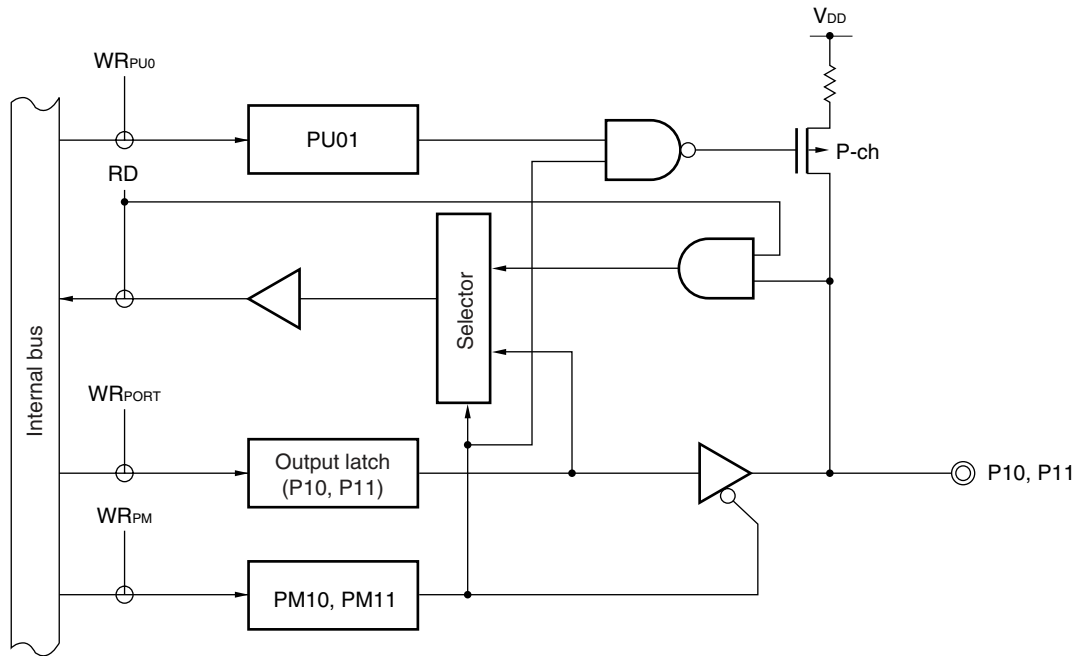 VDD
WRPU0
PU01
P-ch
RD
Selector
Internal bus
WRPORT
Output latch
(P10, P11)
P10, P11
WRPM
PM10, PM11